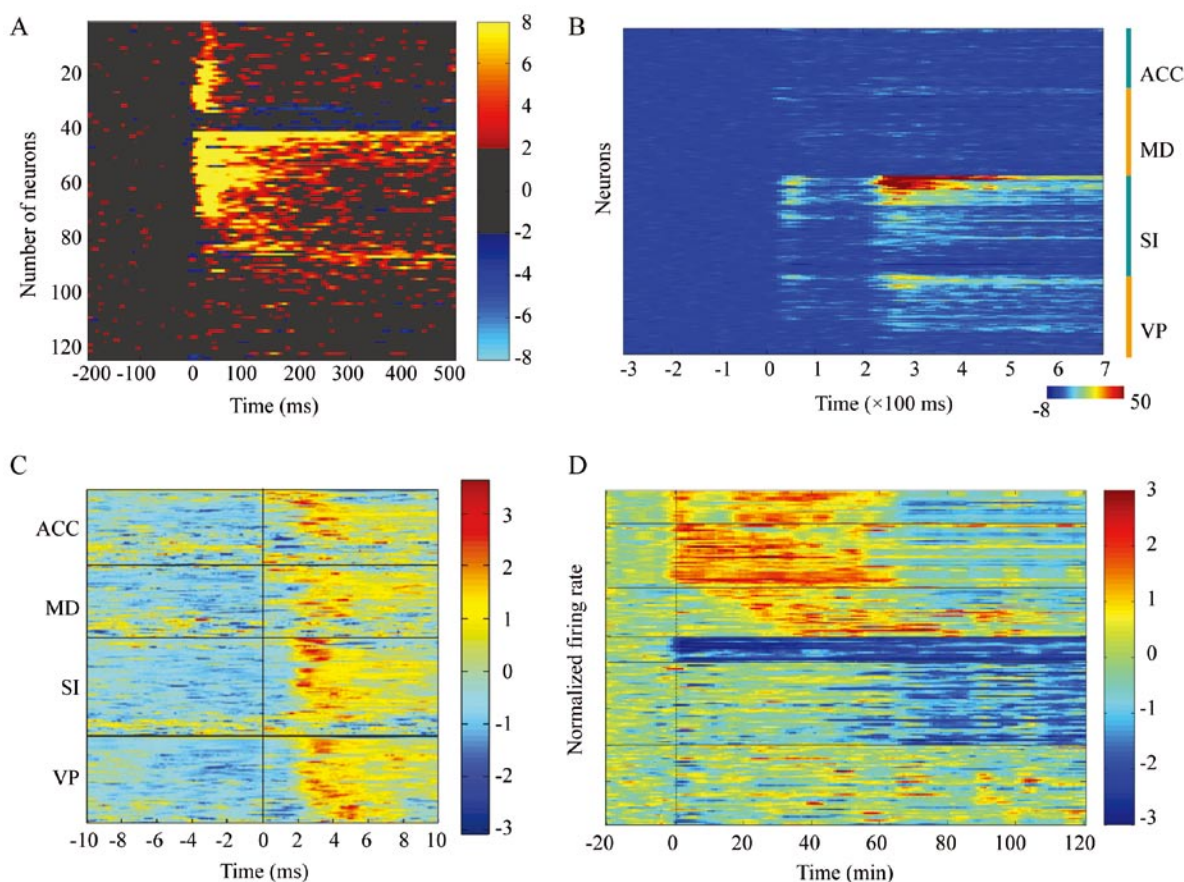 A
Number of neurons
20
40
60
80
100
120
-200 -100 0 100 200 300 400 500
Time (ms)
8
6
4
2
0
-2
-4
-6
-8
B
Neurons
ACC
MD
SI
VP
-3 -2 -1 0 1 2 3 4 5 6 7
Time (×100 ms)
-8 50
C
ACC
MD
SI
VP
-10 -8 -6 -4 -2 0 2 4 6 8 10
Time (ms)
3
2
1
0
-1
-2
-3
D
Normalized firing rate
-20 0 20 40 60 80 100 120
Time (min)
3
2
1
0
-1
-2
-3